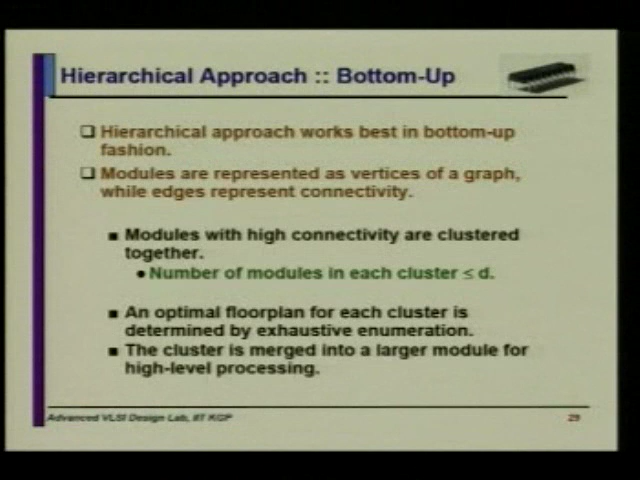 Hierarchical Approach :: Bottom-Up
❑ Hierarchical approach works best in bottom-up
fashion.
❑ Modules are represented as vertices of a graph,
while edges represent connectivity.
■ Modules with high connectivity are clustered
together.
● Number of modules in each cluster ≤ d.
■ An optimal floorplan for each cluster is
determined by exhaustive enumeration.
■ The cluster is merged into a larger module for
high-level processing.
Advanced VLSI Design Lab, IIT KGP
29